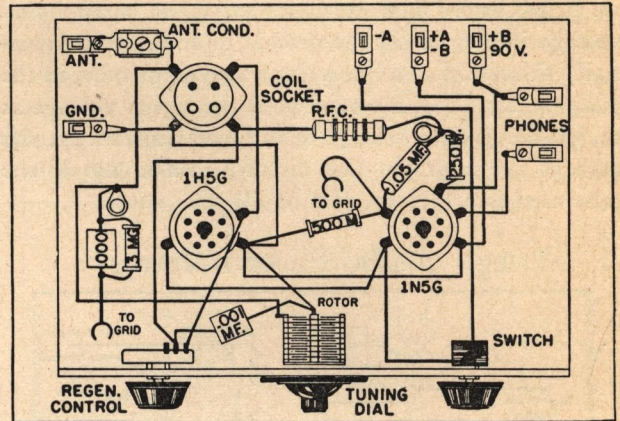 ANT. COND.
ANT.
-A
+A
-B
+B
90 V.
COIL
SOCKET
GND.
R.F.C.
PHONES
.05 MF.
250 M.
1H5G
TO GRID
500 M
.0001
3 MG
1N5G
TO
GRID
.001
MF.
ROTOR
SWITCH
REGEN.
CONTROL
TUNING
DIAL